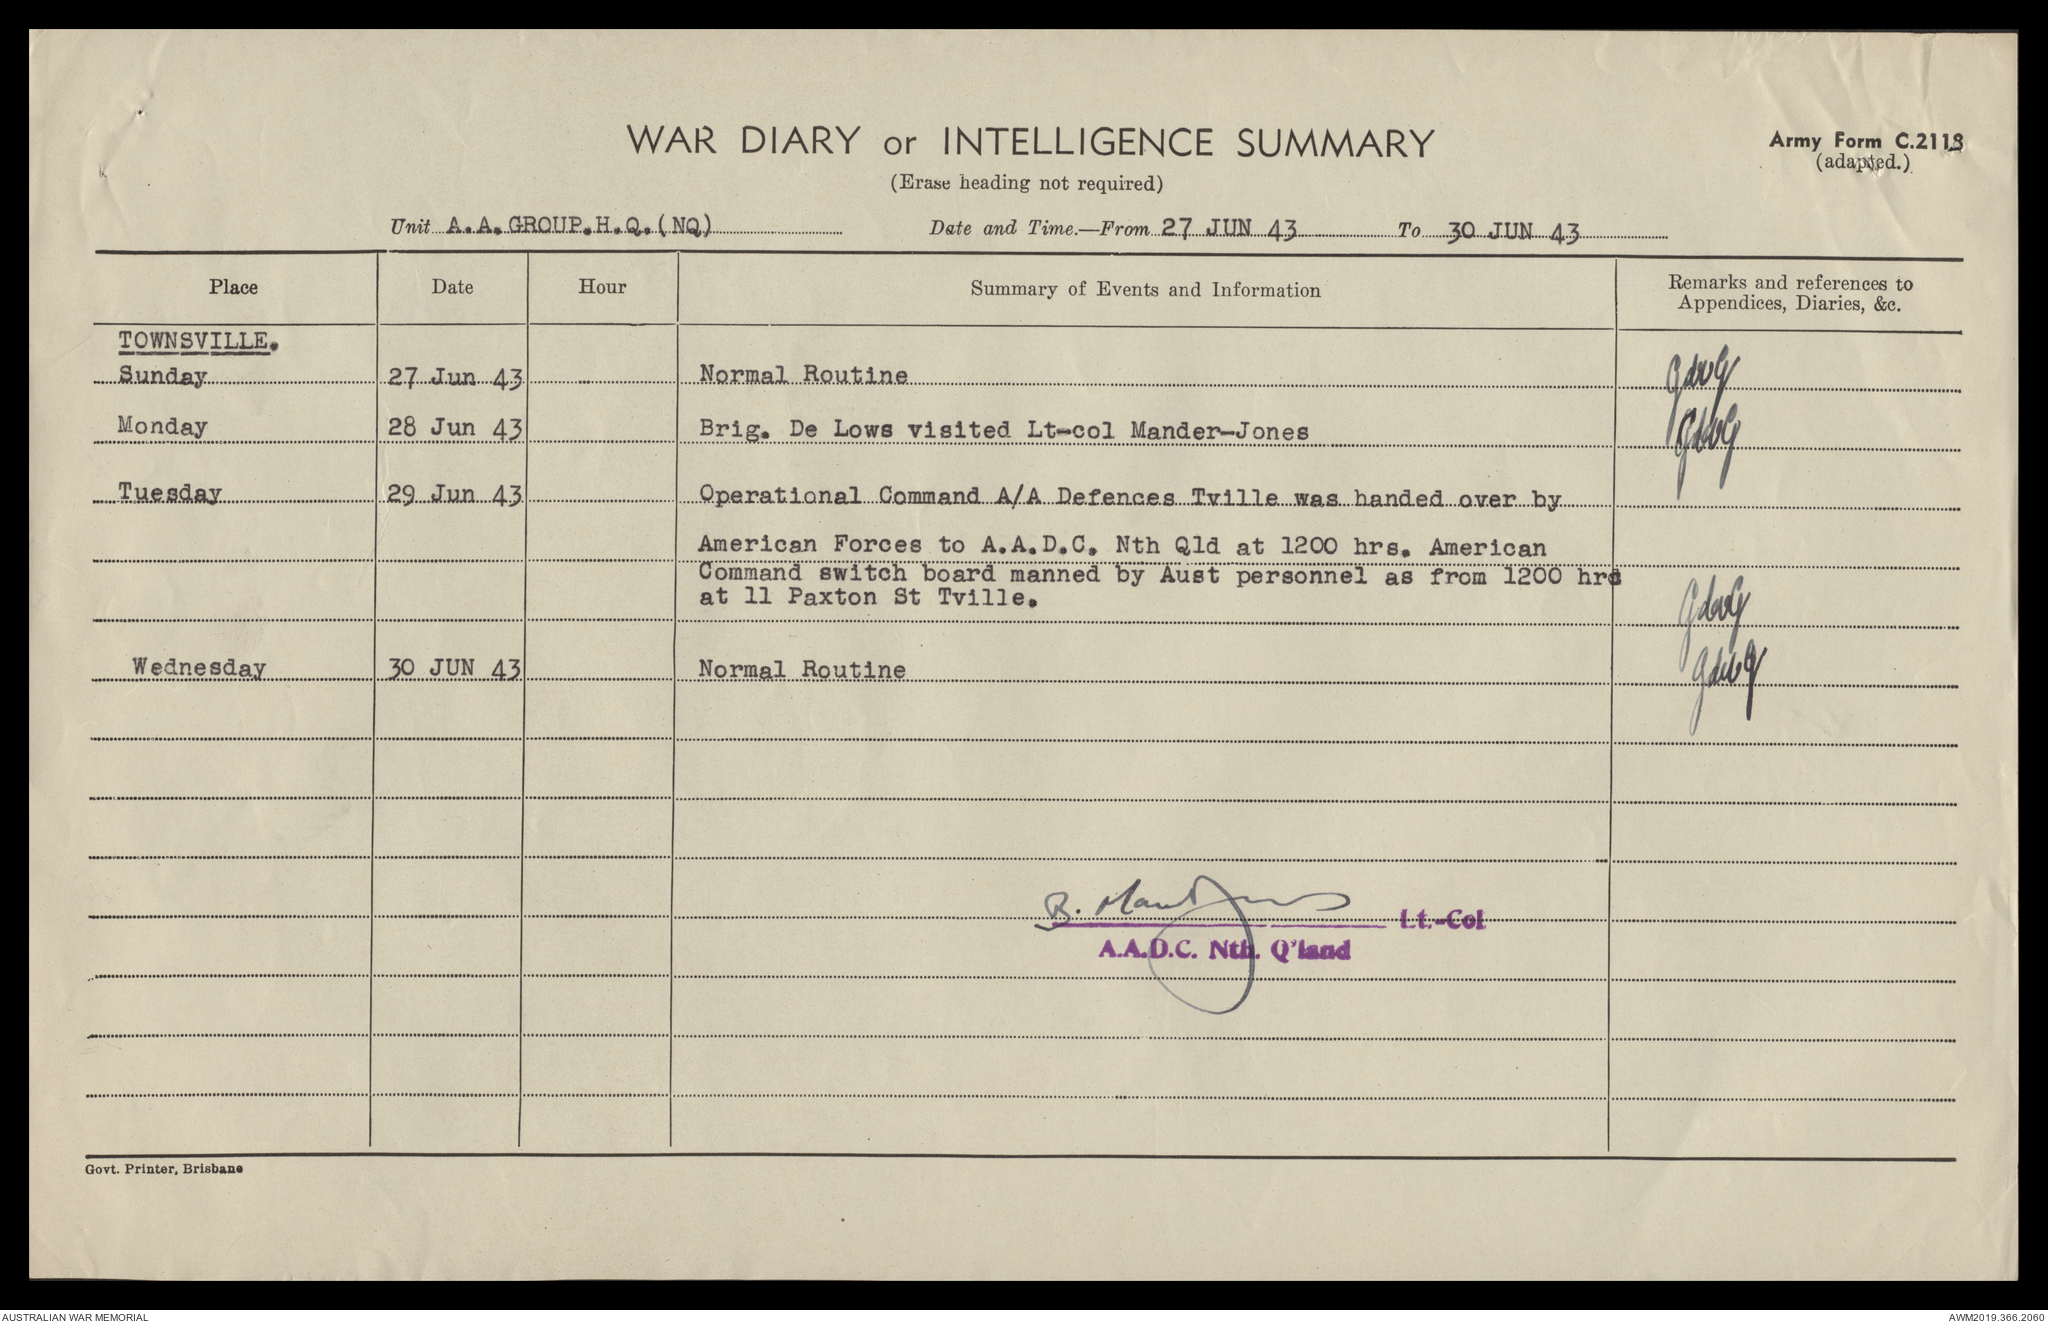 WAR DIARY or INTELLIGENCE SUMMARY
Army Form C.2118
(adapted.)
(Erase heading not required)
Unit A.A.GROUP.H.Q.(NQ) Date and Time.—From 27 JUN 43 To 30 JUN 43
Place Date Hour Summary of Events and Information Remarks and references to
Appendices, Diaries, &c.
TOWNSVILLE.
Sunday 27 Jun 43 Normal Routine
Monday 28 Jun 43 Brig. De Lows visited Lt-col Mander-Jones
Tuesday 29 Jun 43 Operational Command A/A Defences Tville was handed over by
American Forces to A.A.D.C. Nth Qld at 1200 hrs. American
Command switch board manned by Aust personnel as from 1200 hrs
at 11 Paxton St Tville.
Wednesday 30 JUN 43 Normal Routine
B. Lt.-Col
A.A.D.C. Nth. Q'land
Govt. Printer, Brisbane
AUSTRALIAN WAR MEMORIAL
AWM2019.366.2060